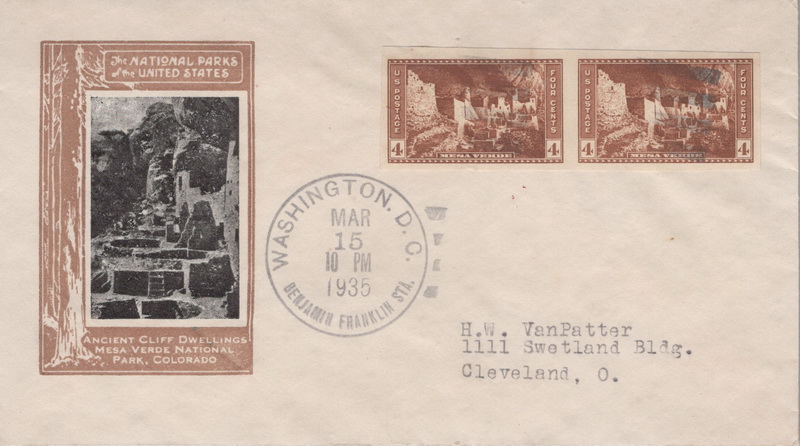 The NATIONAL PARKS
of the UNITED STATES
ANCIENT CLIFF DWELLINGS
MESA VERDE NATIONAL
PARK, COLORADO
U S POSTAGE
FOUR CENTS
4
4
MESA VERDE
U S POSTAGE
FOUR CENTS
4
4
MESA VERDE
WASHINGTON. D. C.
MAR
15
10 PM
1935
BENJAMIN FRANKLIN STA.
H.W. VanPatter
1111 Swetland Bldg.
Cleveland, O.